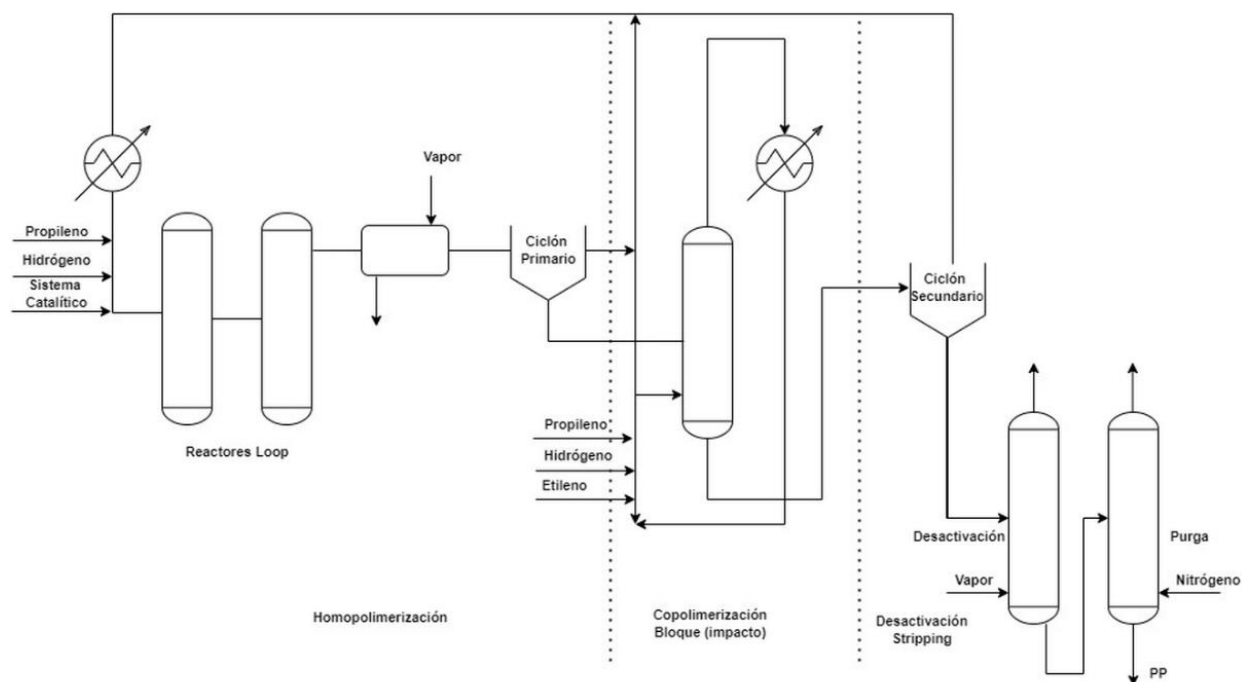 Vapor
Propileno
Hidrógeno
Sistema
Catalítico
Ciclón
Primario
Reactores Loop
Propileno
Hidrógeno
Etileno
Ciclón
Secundario
Desactivación
Purga
Vapor
Nitrógeno
Homopolimerización
Copolimerización
Bloque (impacto)
Desactivación
Stripping
PP